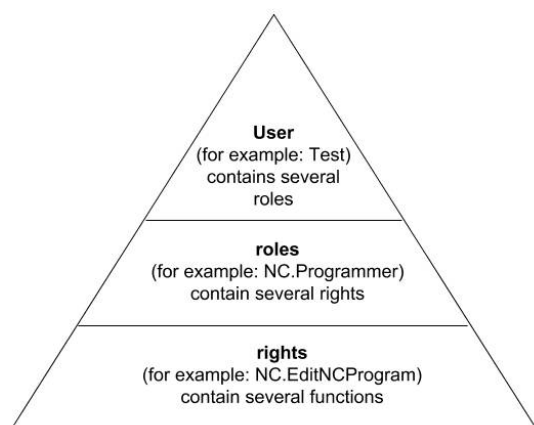 User
(for example: Test)
contains several
roles
roles
(for example: NC.Programmer)
contain several rights
rights
(for example: NC.EditNCProgram)
contain several functions